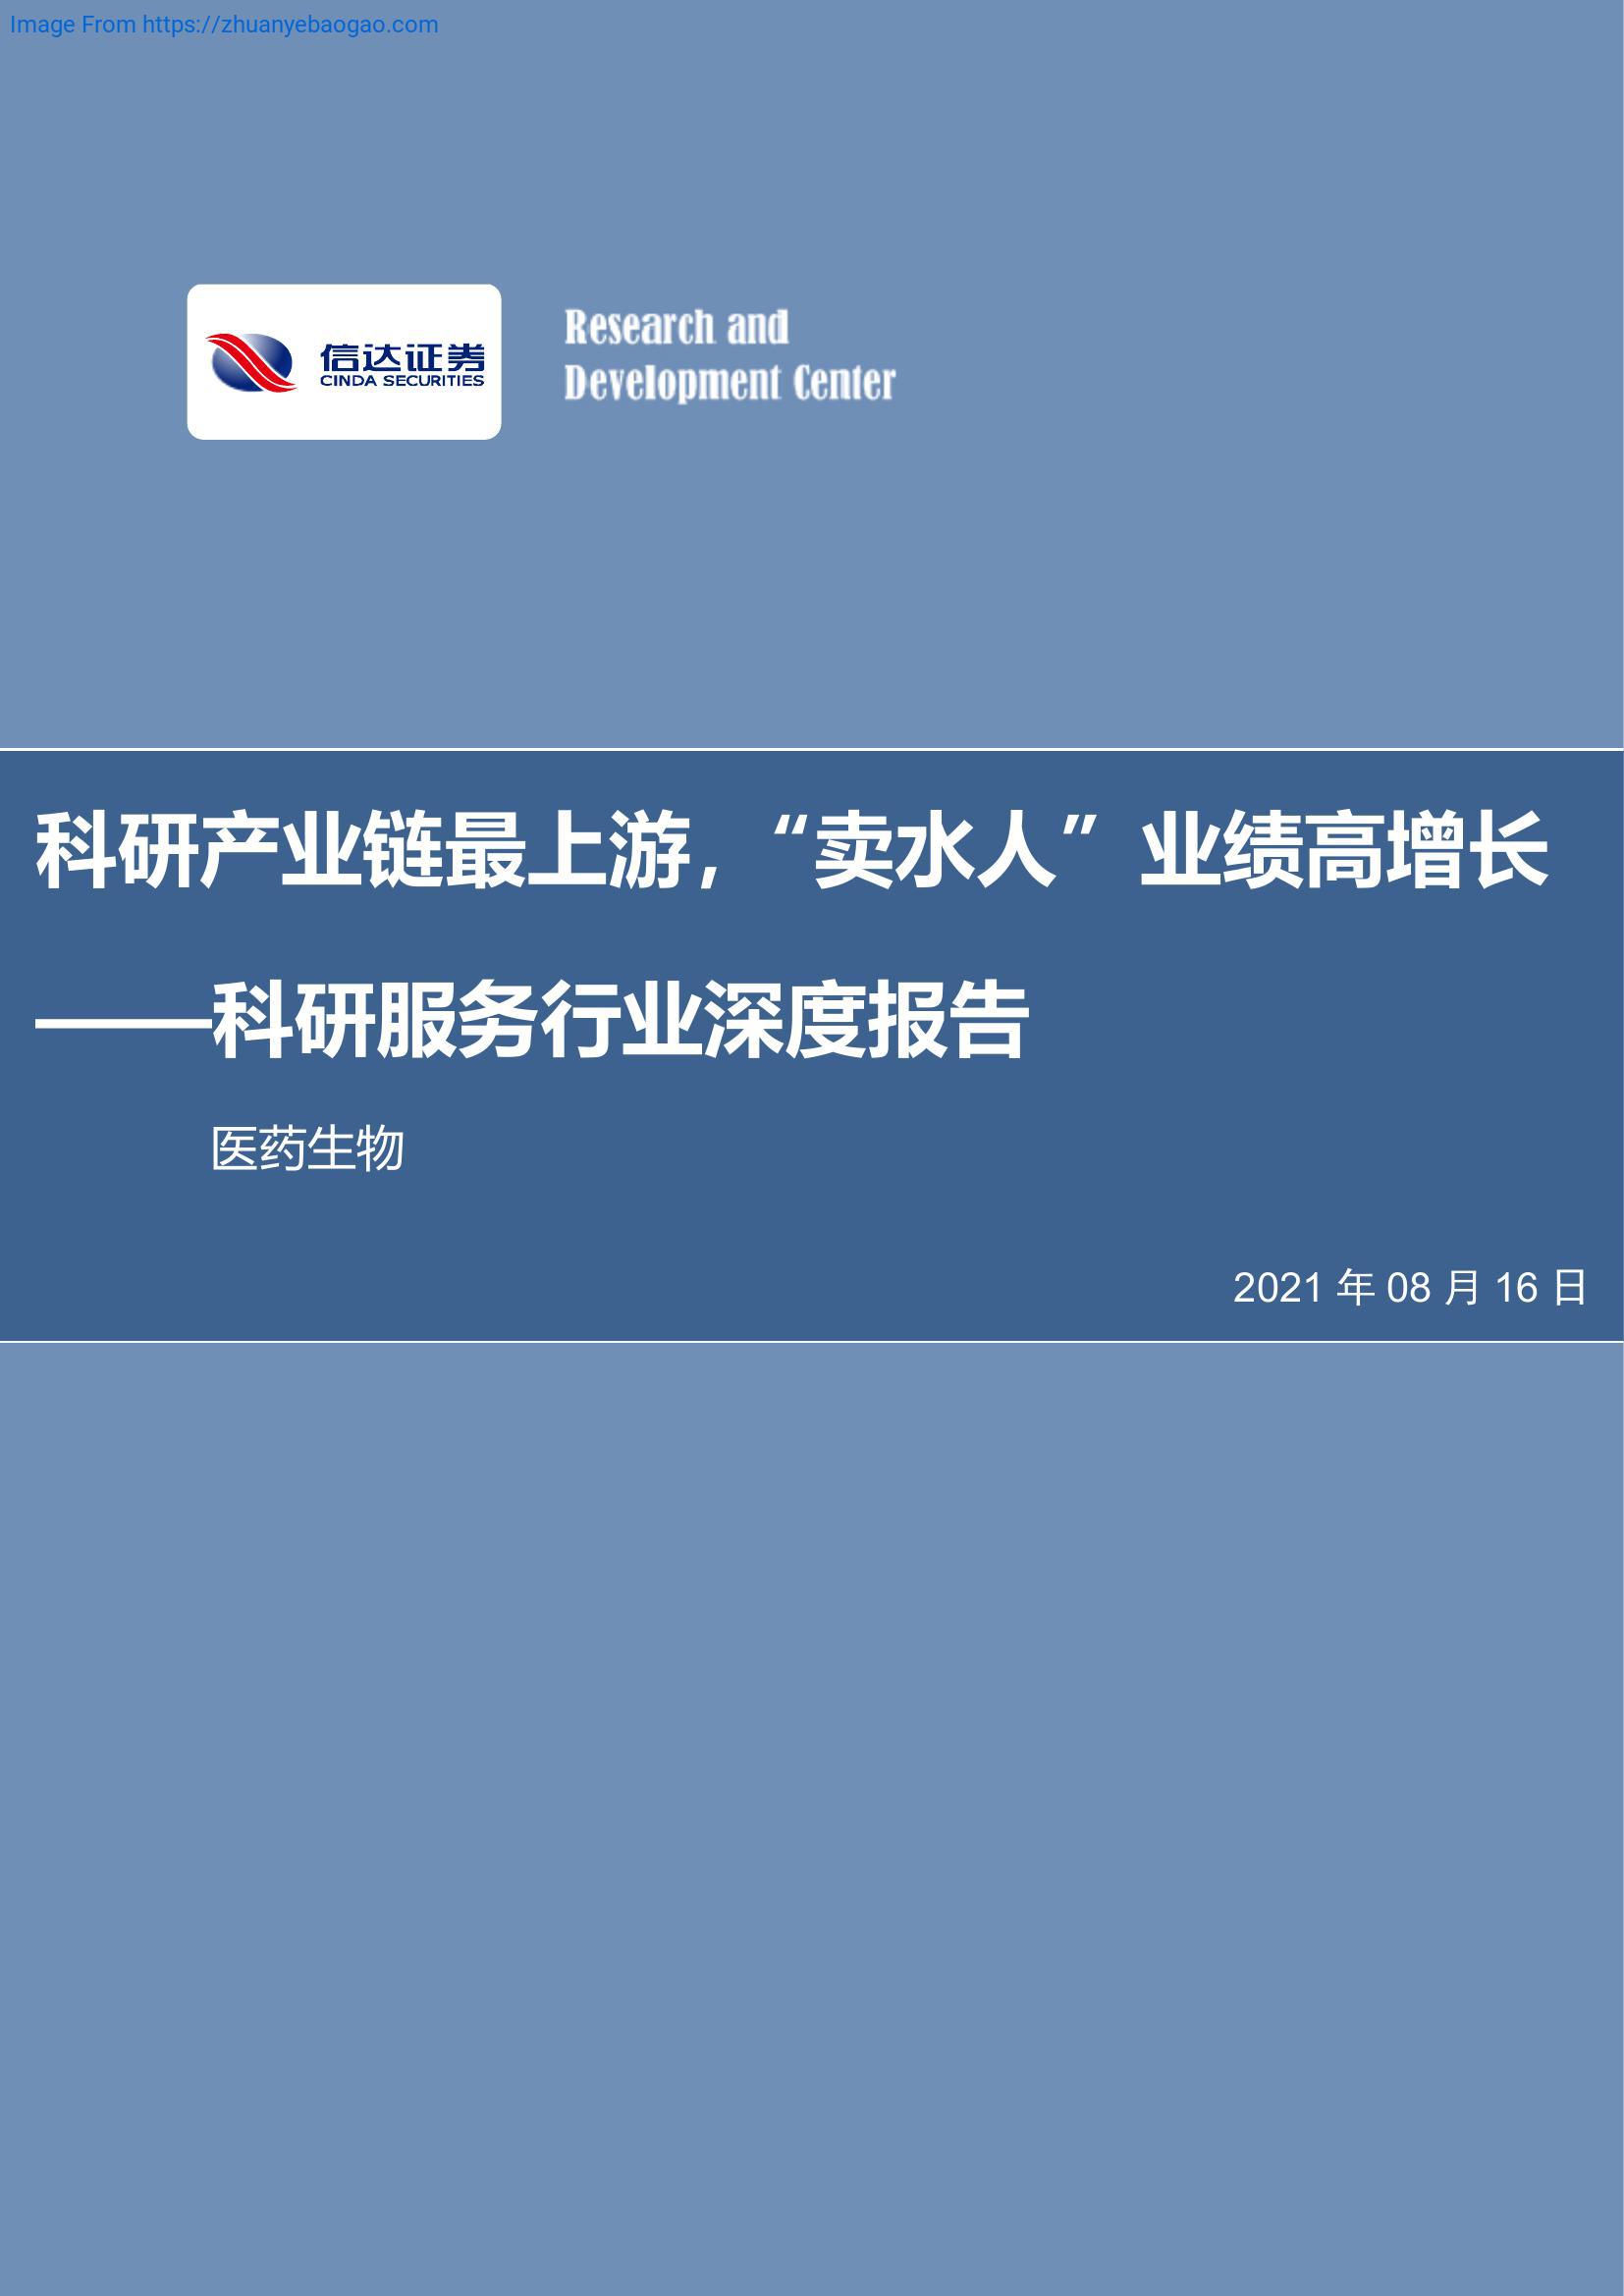 Image From https://zhuanyebaogao.com
信达证券
CINDA SECURITIES
Research and
Development Center
科研产业链最上游，“卖水人”业绩高增长
——科研服务行业深度报告
医药生物
2021 年 08 月 16 日